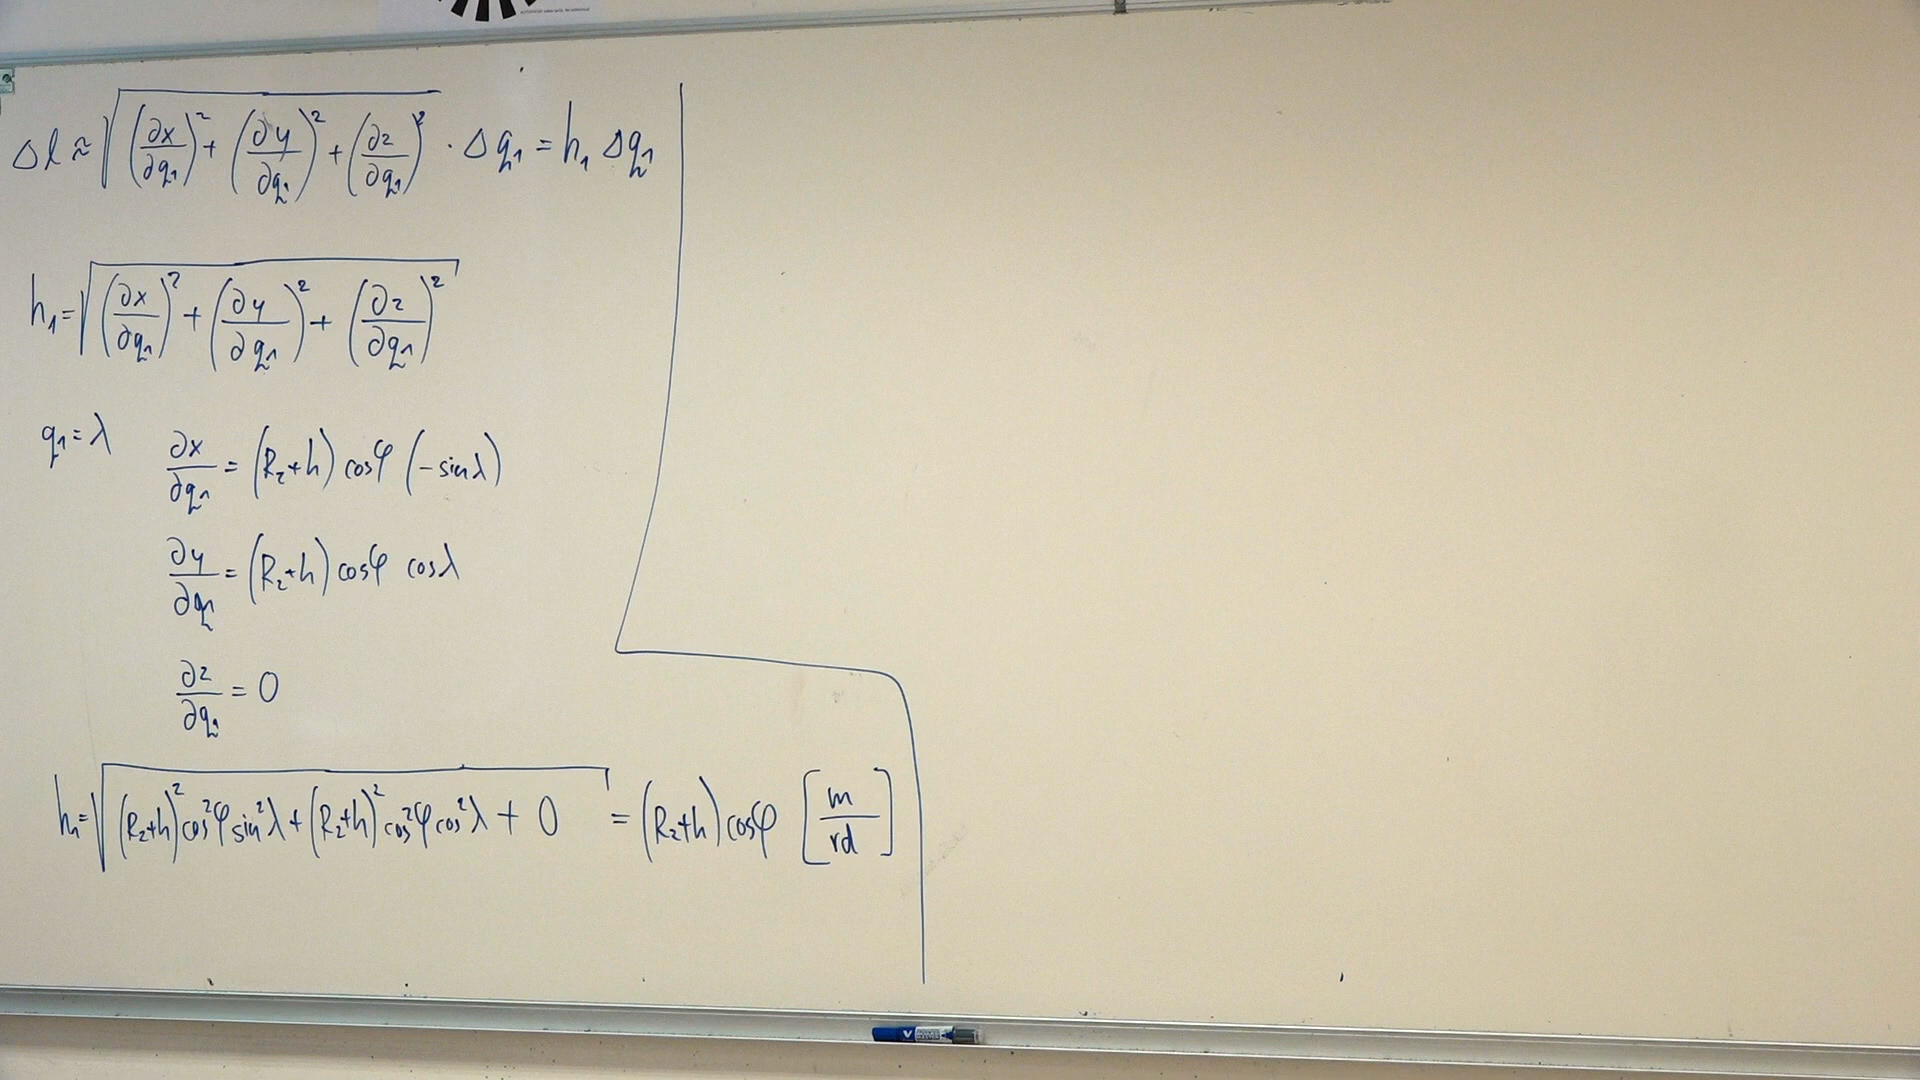 Δl ≈ √((∂x/∂q₁)² + (∂y/∂q₁)² + (∂z/∂q₁)²) · Δq₁ = h₁ Δq₁
h₁ = √((∂x/∂q₁)² + (∂y/∂q₁)² + (∂z/∂q₁)²)
q₁ = λ ∂x/∂q₁ = (R₂+h) cosφ (−sinλ)
∂y/∂q₁ = (R₂+h) cosφ cosλ
∂z/∂q₁ = 0
h₁ = √((R₂+h)² cos²φ sin²λ + (R₂+h)² cos²φ cos²λ + 0) = (R₂+h) cosφ [m/rd]